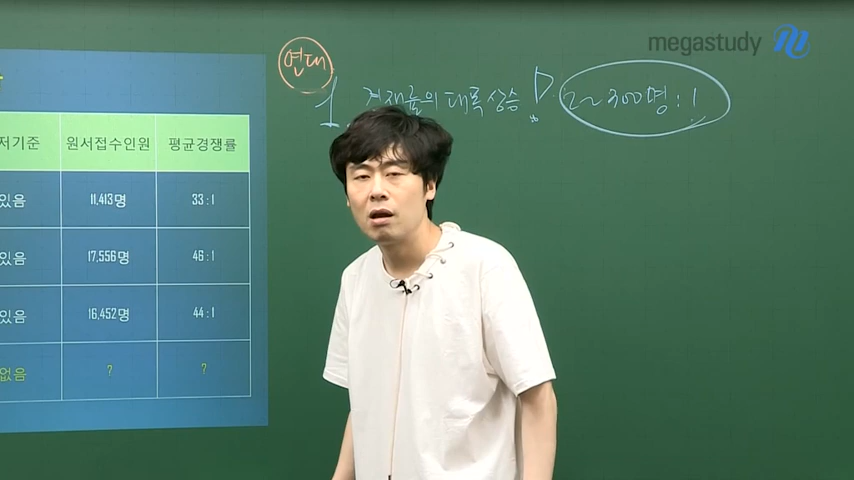 megastudy
연대
1. 경쟁률의 대폭 상승 ▷ 2~300명:1
저기준 원서접수인원 평균경쟁률
있음 11,413명 33:1
있음 17,556명 46:1
있음 16,452명 44:1
없음 ? ?